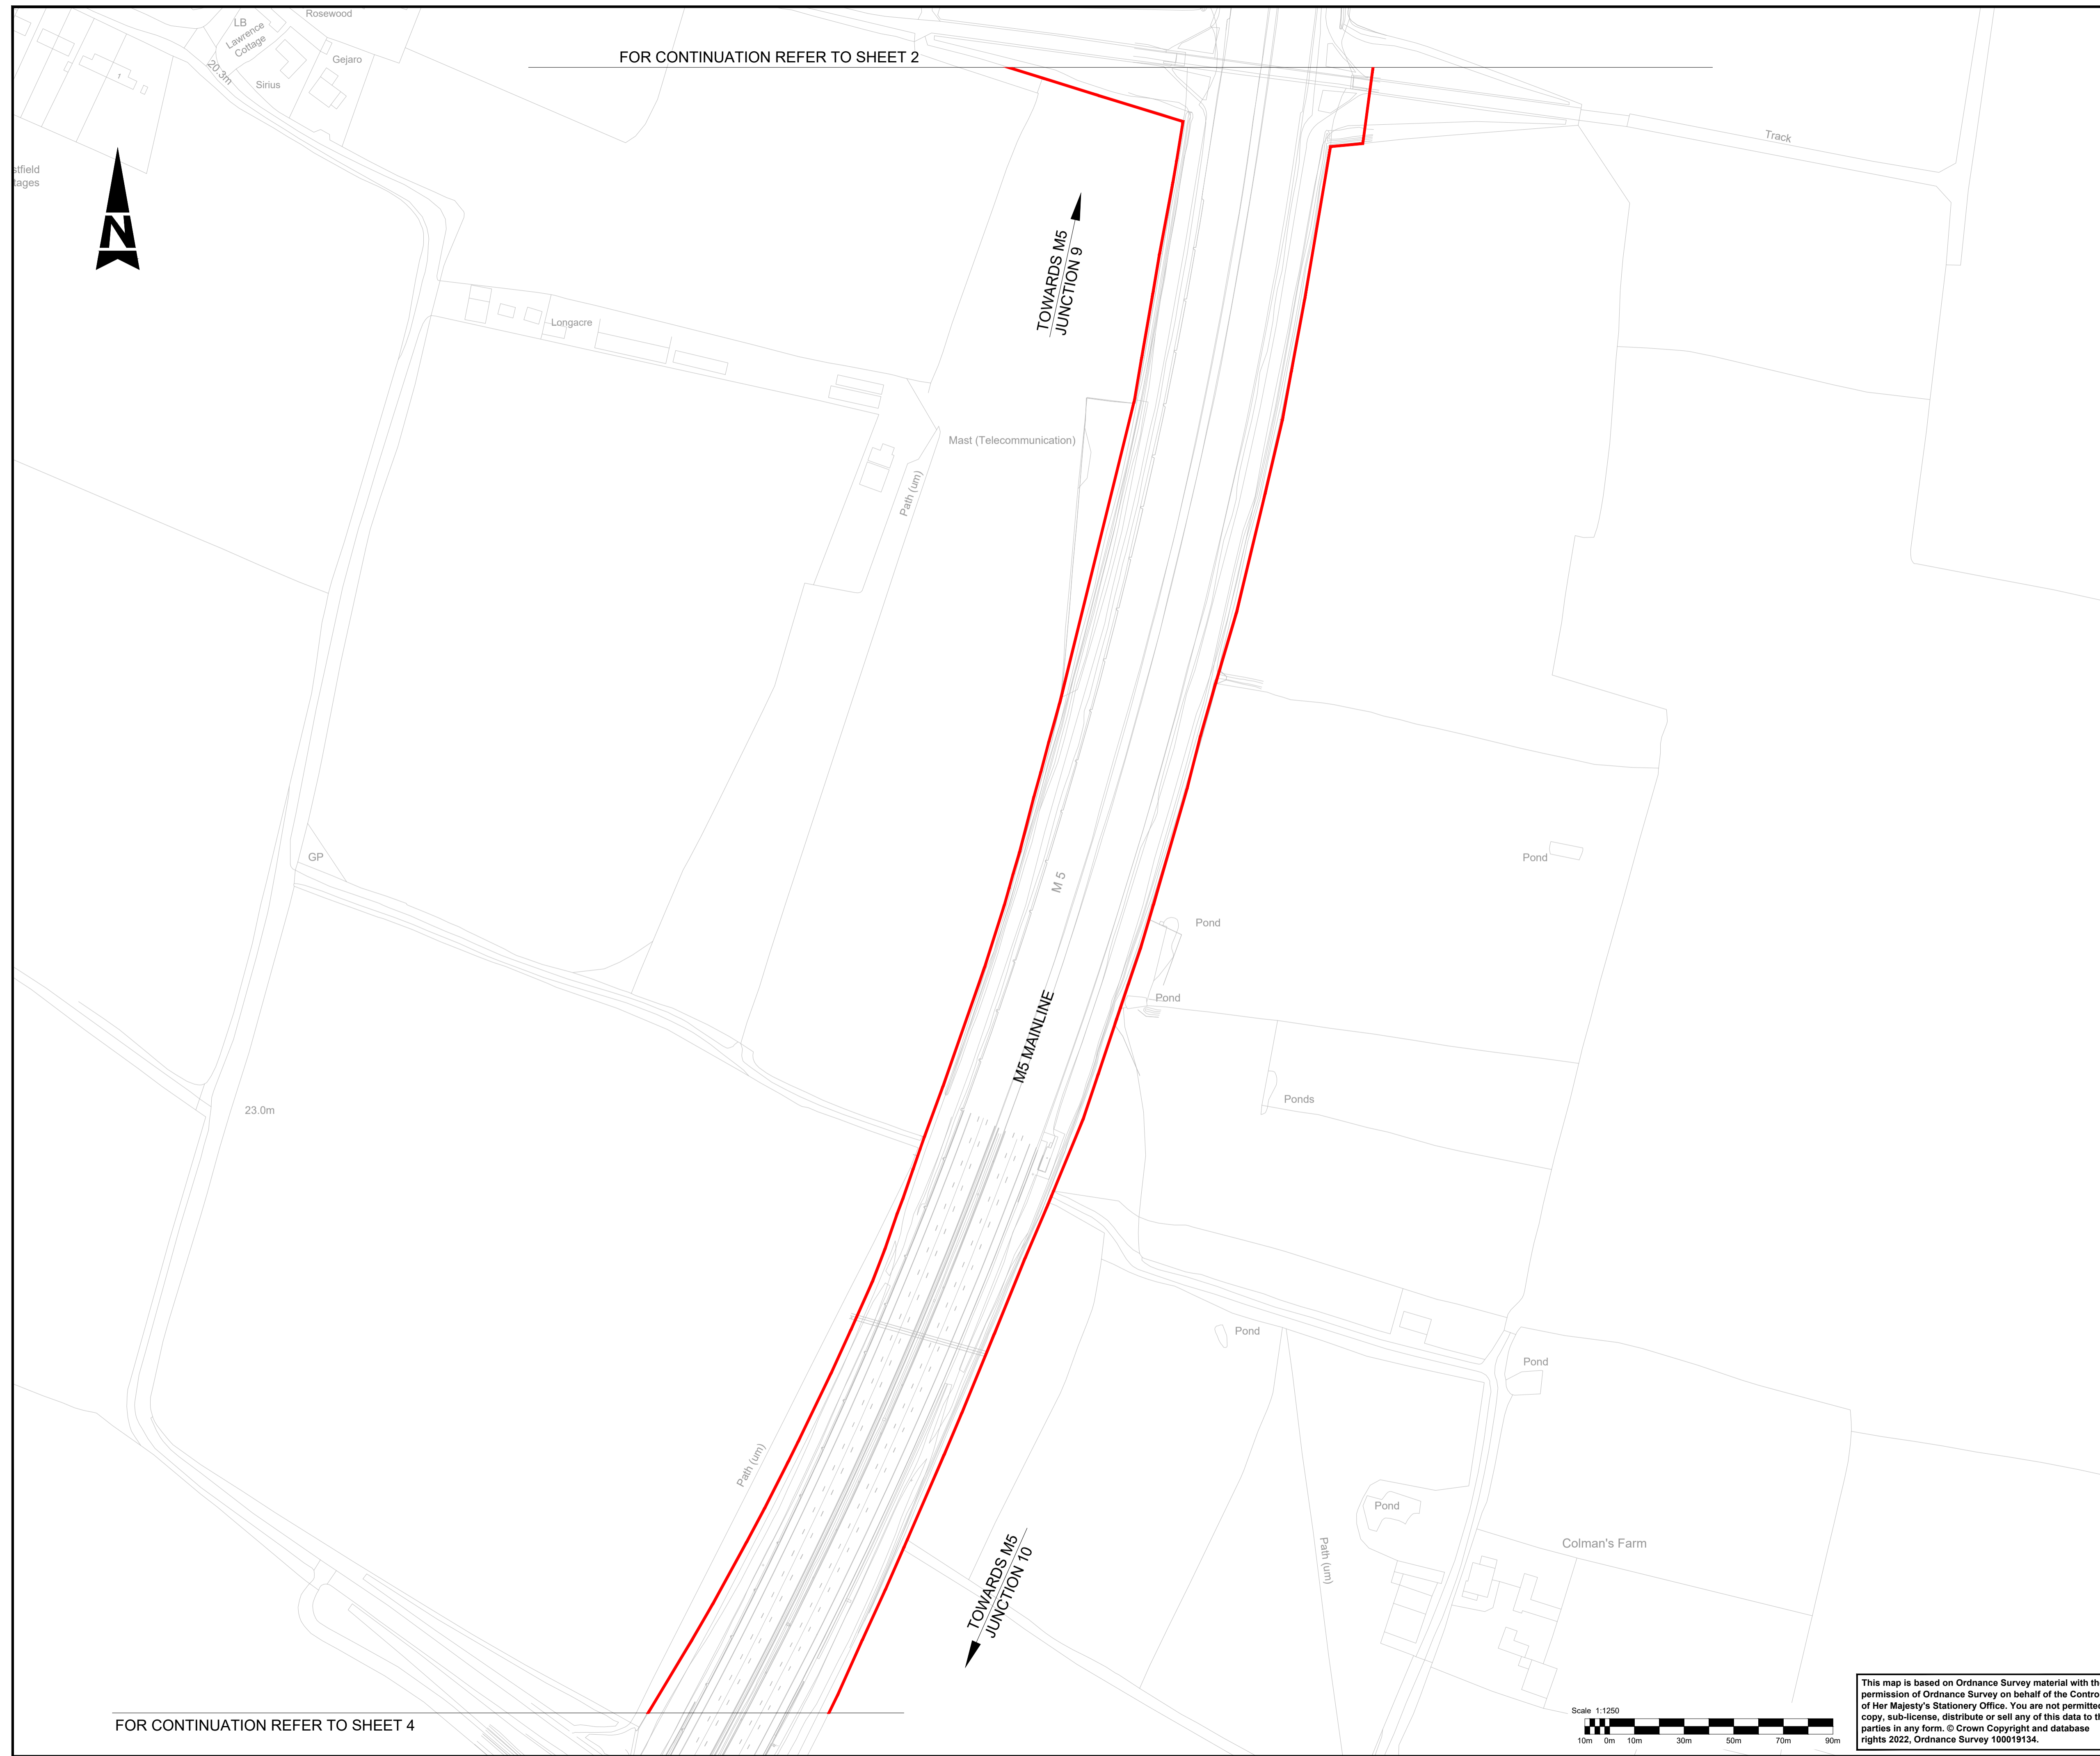 Rosewood
LB
Lawrence
Cottage
Gejaro
20.3m
Sirius
FOR CONTINUATION REFER TO SHEET 2
Track
stfield
tages
N
TOWARDS M5
JUNCTION 9
Longacre
Mast (Telecommunication)
Path (um)
GP
M 5
Pond
Pond
Pond
M5 MAINLINE
Ponds
23.0m
Pond
Pond
Path (um)
Pond
TOWARDS M5
JUNCTION 10
Path (um)
Colman's Farm
FOR CONTINUATION REFER TO SHEET 4
Scale 1:1250
10m 0m 10m 30m 50m 70m 90m
This map is based on Ordnance Survey material with th
permission of Ordnance Survey on behalf of the Contro
of Her Majesty's Stationery Office. You are not permitte
copy, sub-license, distribute or sell any of this data to th
parties in any form. © Crown Copyright and database
rights 2022, Ordnance Survey 100019134.